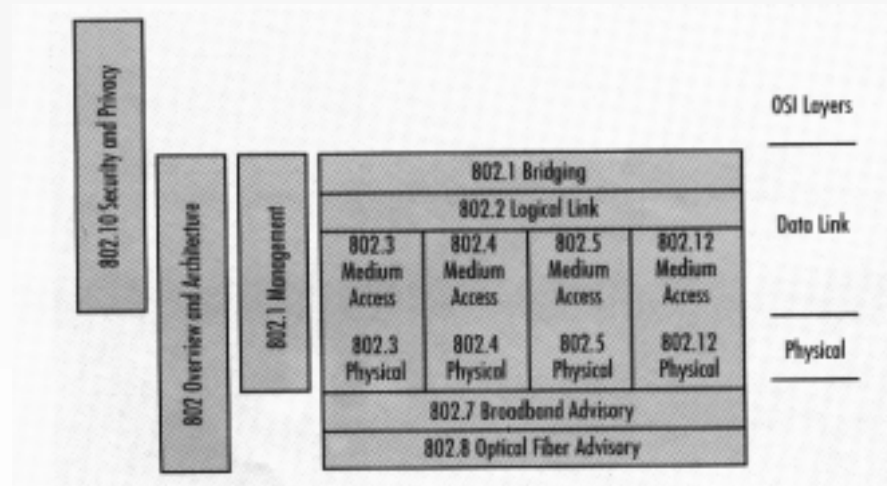 802.10 Security and Privacy
802 Overview and Architecture
802.1 Management
802.1 Bridging
802.2 Logical Link
802.3 Medium Access
802.4 Medium Access
802.5 Medium Access
802.12 Medium Access
802.3 Physical
802.4 Physical
802.5 Physical
802.12 Physical
802.7 Broadband Advisory
802.8 Optical Fiber Advisory
OSI Layers
Data Link
Physical